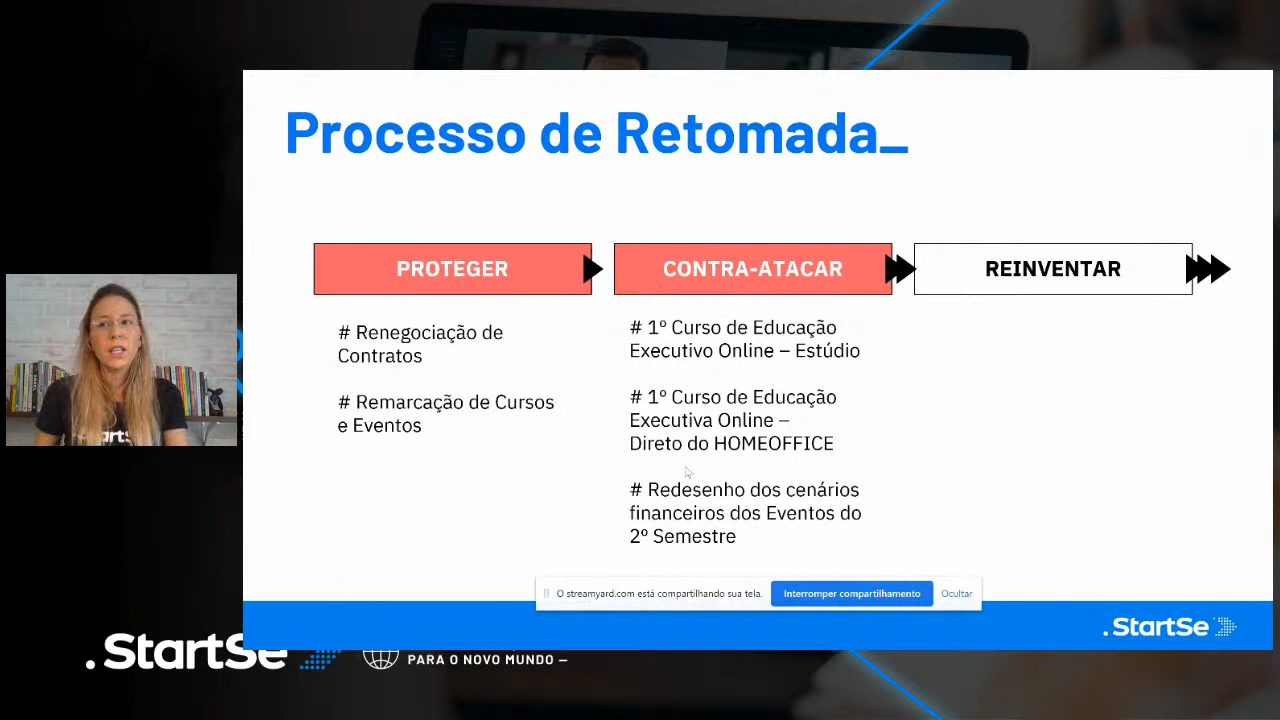 Processo de Retomada_
PROTEGER
CONTRA-ATACAR
REINVENTAR
# Renegociação de
Contratos
# Remarcação de Cursos
e Eventos
# 1º Curso de Educação
Executivo Online – Estúdio
# 1º Curso de Educação
Executiva Online –
Direto do HOMEOFFICE
# Redesenho dos cenários
financeiros dos Eventos do
2º Semestre
O streamyard.com está compartilhando sua tela.
Interromper compartilhamento
Ocultar
.StartSe
.StartSe
PARA O NOVO MUNDO –